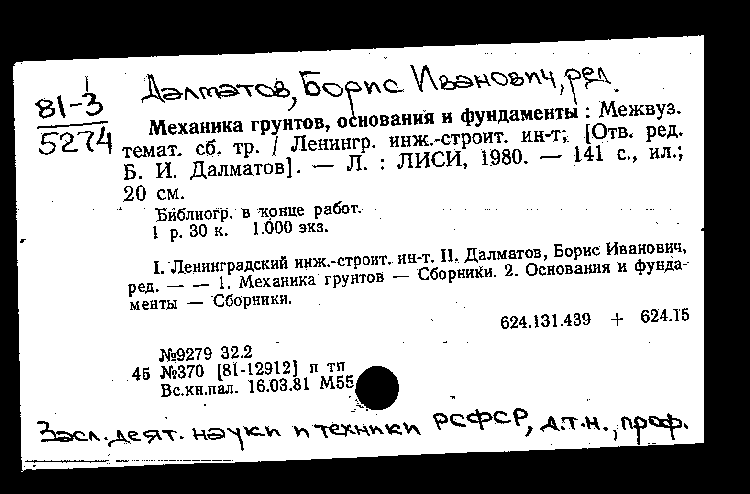 Далматов, Борис Иванович, ред.
81-3
5274
Механика грунтов, основания и фундаменты : Межвуз.
темат. сб. тр. / Ленингр. инж.-строит. ин-т; [Отв. ред.
Б. И. Далматов]. — Л. : ЛИСИ, 1980. — 141 с., ил.;
20 см.
Библиогр. в конце работ.
1 р. 30 к. 1.000 экз.
I. Ленинградский инж.-строит. ин-т. II. Далматов, Борис Иванович,
ред. — — 1. Механика грунтов — Сборники. 2. Основания и фунда-
менты — Сборники.
624.131.439 + 624.15
№9279 32.2
45 №370 [81-12912] п тп
Вс.кн.пал. 16.03.81 М55
Засл. деят. науки и техники РСФСР, д.т.н., проф.